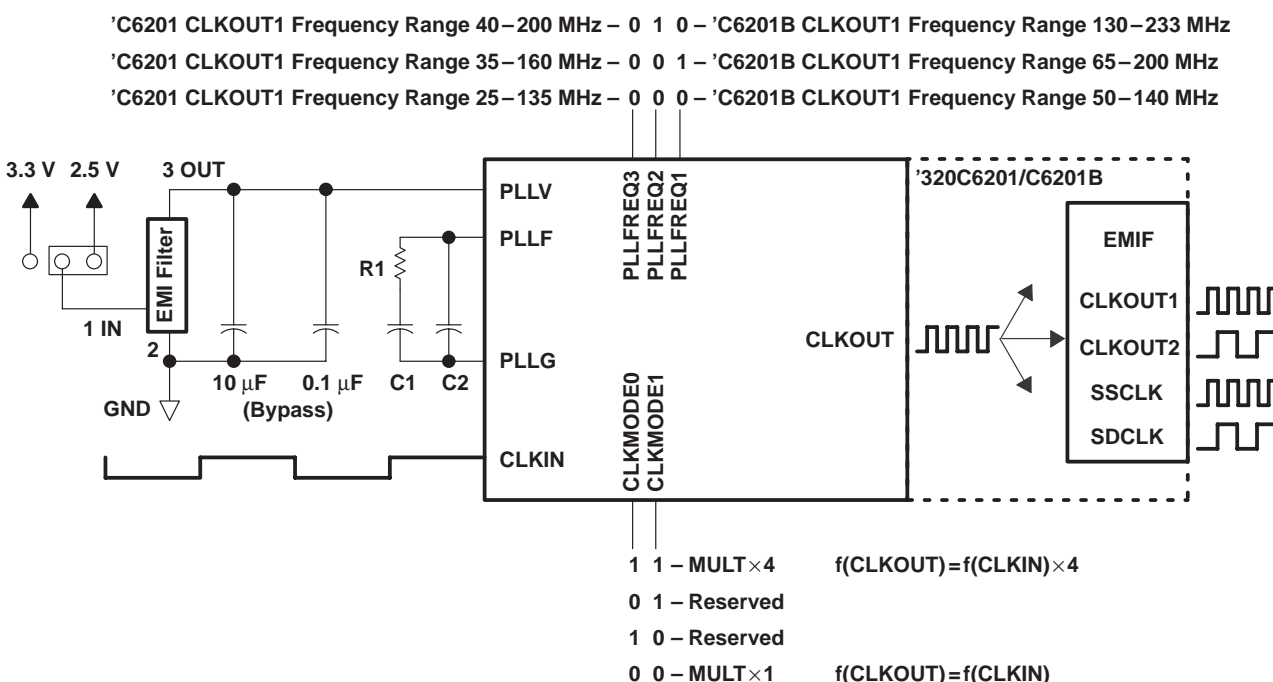 'C6201 CLKOUT1 Frequency Range 40–200 MHz – 0 1 0 – 'C6201B CLKOUT1 Frequency Range 130–233 MHz
'C6201 CLKOUT1 Frequency Range 35–160 MHz – 0 0 1 – 'C6201B CLKOUT1 Frequency Range 65–200 MHz
'C6201 CLKOUT1 Frequency Range 25–135 MHz – 0 0 0 – 'C6201B CLKOUT1 Frequency Range 50–140 MHz
3.3 V 2.5 V 3 OUT
EMI Filter
1 IN
2
GND
10 μF 0.1 μF C1 C2
(Bypass)
R1
PLLV
PLLF
PLLG
CLKIN
PLLFREQ3
PLLFREQ2
PLLFREQ1
CLKMODE0
CLKMODE1
CLKOUT
'320C6201/C6201B
EMIF
CLKOUT1
CLKOUT2
SSCLK
SDCLK
1 1 – MULT×4 f(CLKOUT)=f(CLKIN)×4
0 1 – Reserved
1 0 – Reserved
0 0 – MULT×1 f(CLKOUT)=f(CLKIN)